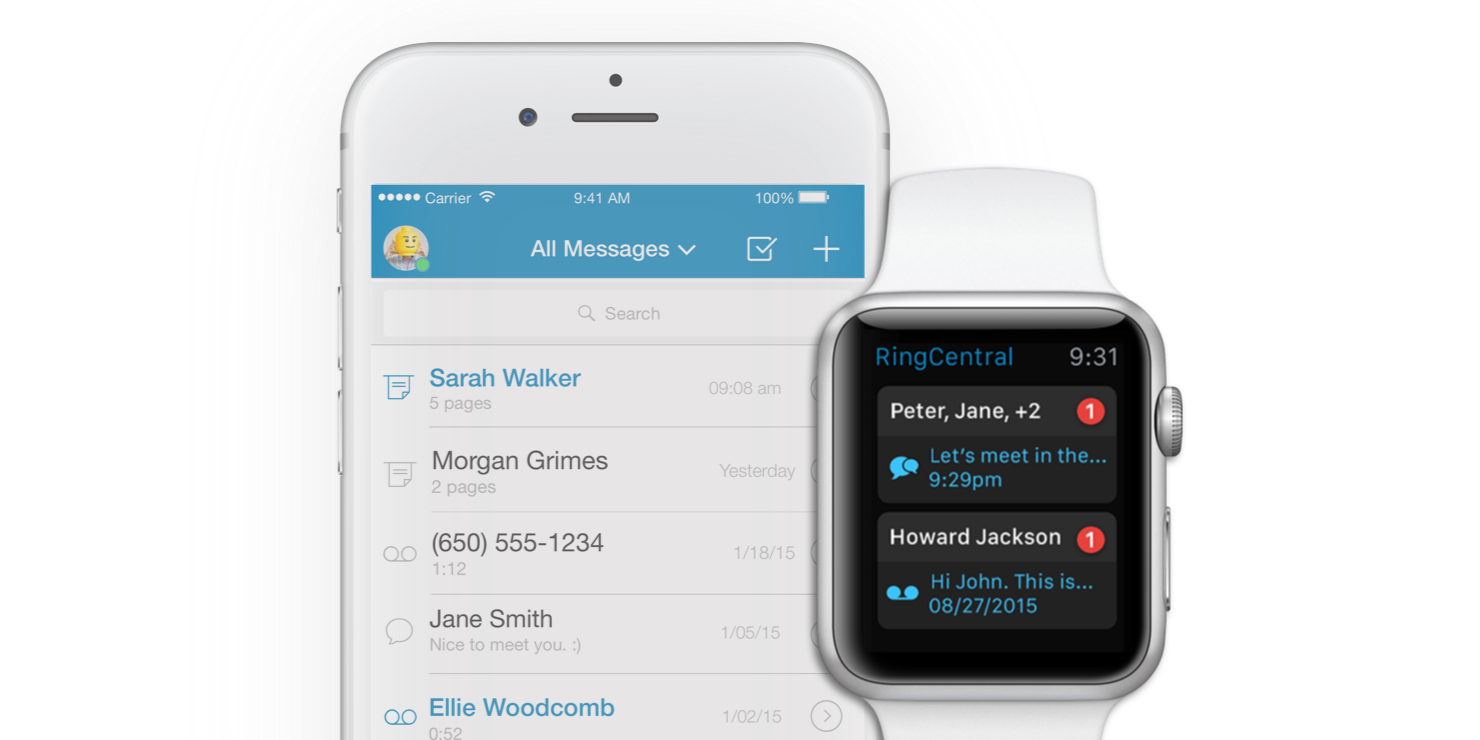 Carrier 9:41 AM 100%
All Messages
Search
Sarah Walker 09:08 am
5 pages
Morgan Grimes Yesterday
2 pages
(650) 555-1234 1/18/15
1:12
Jane Smith 1/05/15
Nice to meet you. :)
Ellie Woodcomb 1/02/15
0:52
RingCentral 9:31
Peter, Jane, +2 1
Let's meet in the...
9:29pm
Howard Jackson 1
Hi John. This is...
08/27/2015